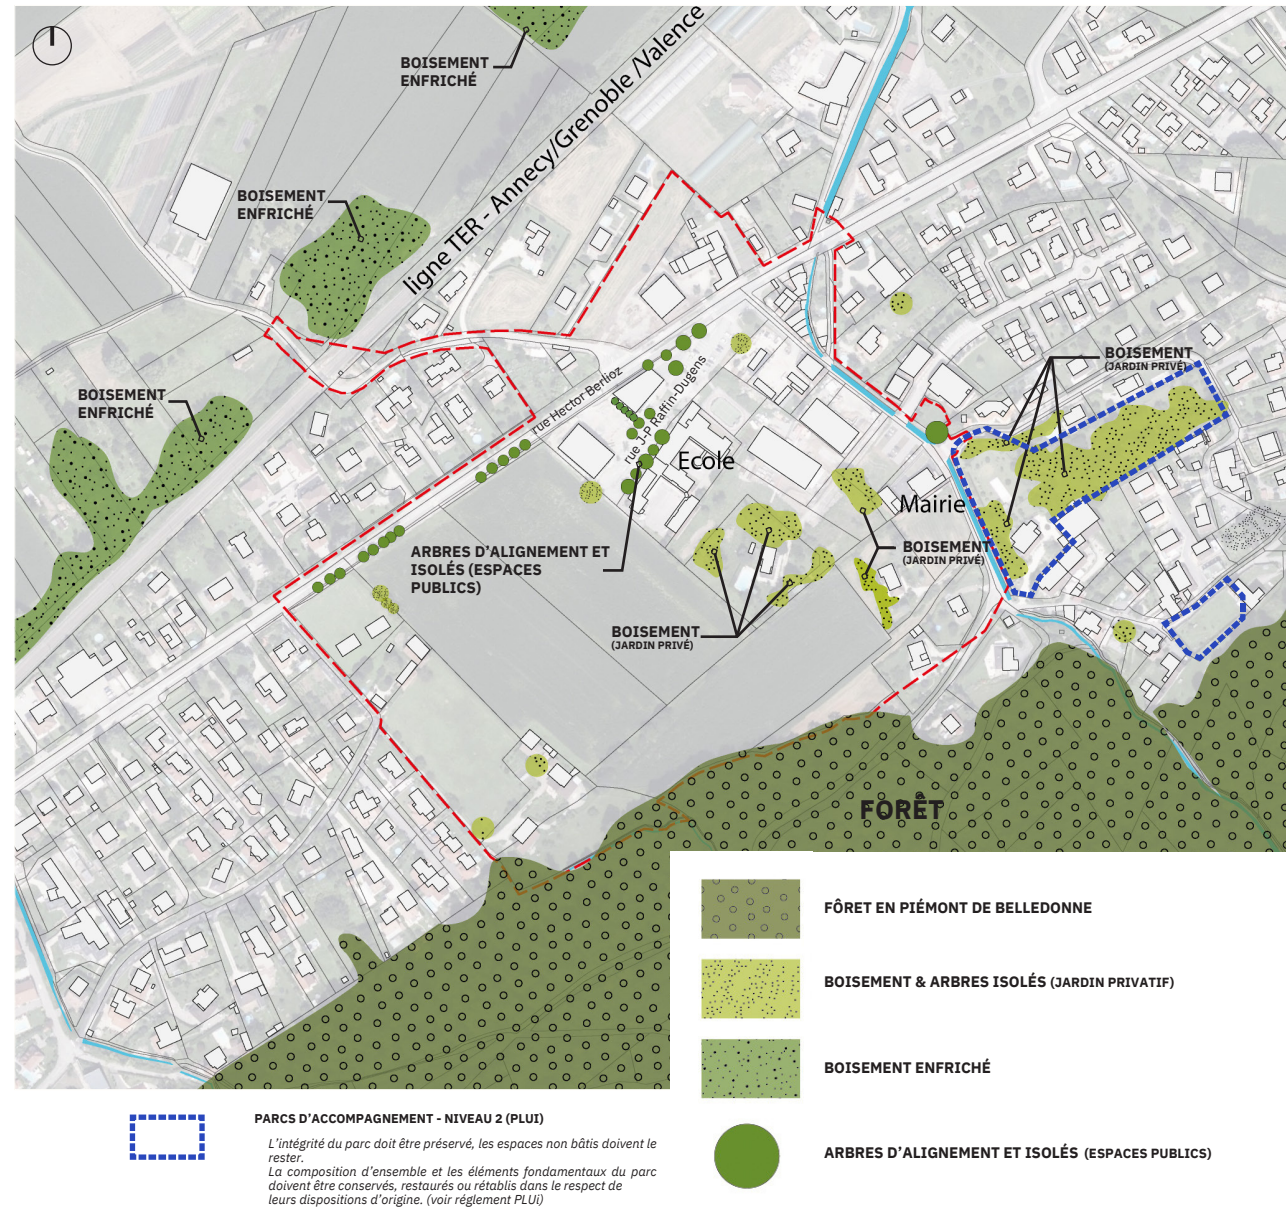 BOISEMENT
ENFRICHÉ
ligne TER - Annecy/Grenoble /Valence
BOISEMENT
ENFRICHÉ
BOISEMENT
ENFRICHÉ
BOISEMENT
(JARDIN PRIVÉ)
rue Hector Berlioz
rue J-P Raffin-Dugens
Ecole
Mairie
ARBRES D’ALIGNEMENT ET
ISOLÉS (ESPACES
PUBLICS)
BOISEMENT
(JARDIN PRIVÉ)
BOISEMENT
(JARDIN PRIVÉ)
FORÊT
FÔRET EN PIÉMONT DE BELLEDONNE
BOISEMENT & ARBRES ISOLÉS (JARDIN PRIVATIF)
BOISEMENT ENFRICHÉ
ARBRES D’ALIGNEMENT ET ISOLÉS (ESPACES PUBLICS)
PARCS D’ACCOMPAGNEMENT - NIVEAU 2 (PLUI)
L’intégrité du parc doit être préservé, les espaces non bâtis doivent le
rester.
La composition d’ensemble et les éléments fondamentaux du parc
doivent être conservés, restaurés ou rétablis dans le respect de
leurs dispositions d’origine. (voir réglement PLUi)